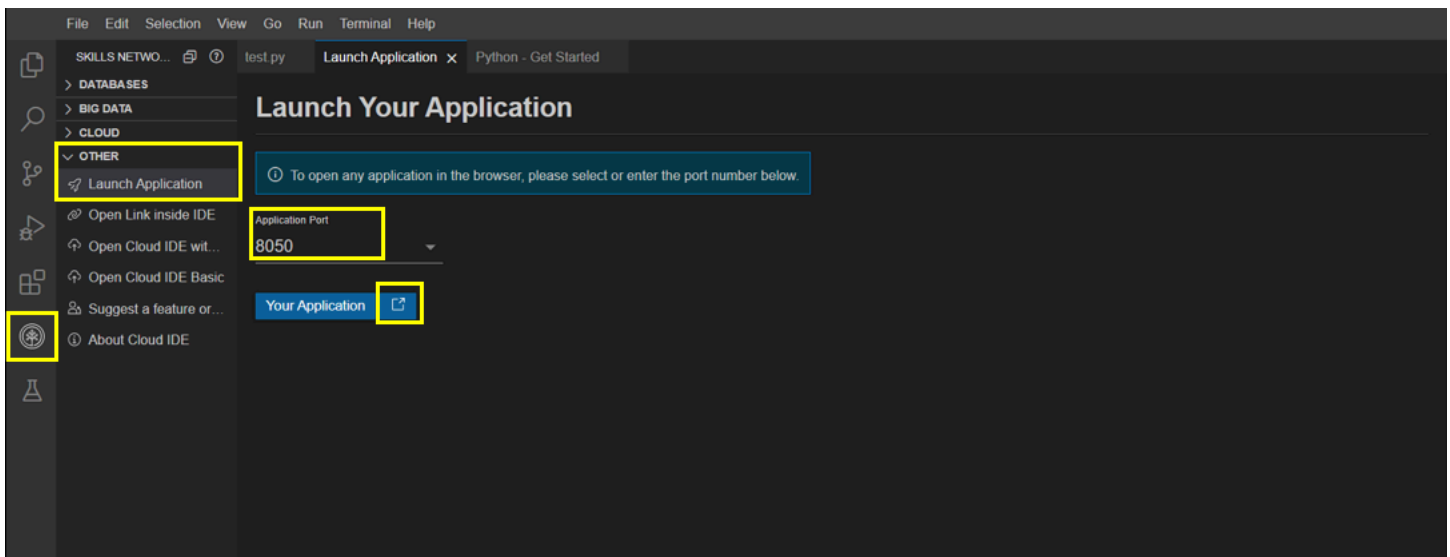 File Edit Selection View Go Run Terminal Help
SKILLS NETWO...
test.py Launch Application Python - Get Started
> DATABASES
> BIG DATA
> CLOUD
OTHER
Launch Application
Open Link inside IDE
Open Cloud IDE wit...
Open Cloud IDE Basic
Suggest a feature or...
About Cloud IDE
Launch Your Application
To open any application in the browser, please select or enter the port number below.
Application Port
8050
Your Application